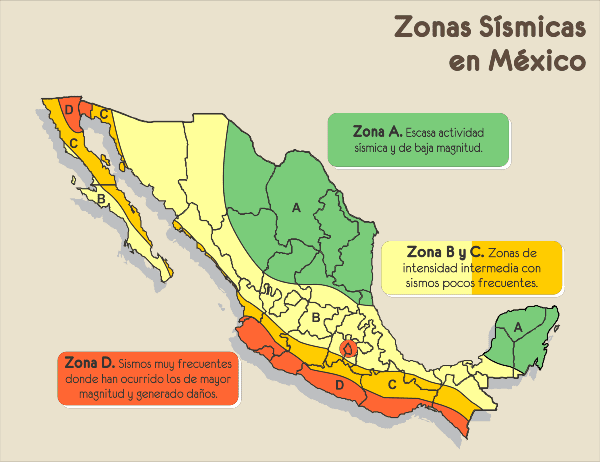 Zonas Sísmicas
en México
Zona A. Escasa actividad
sísmica y de baja magnitud.
D
C
C
B
A
Zona B y C. Zonas de
intensidad intermedia con
sismos pocos frecuentes.
B
A
Zona D. Sismos muy frecuentes
donde han ocurrido los de mayor
magnitud y generado daños.
D
C